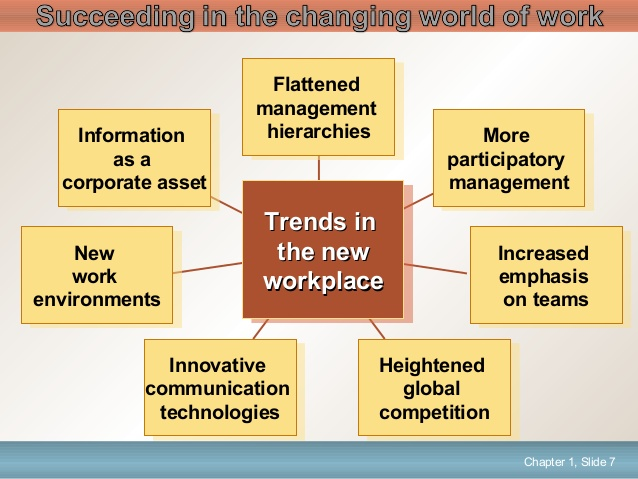 Succeeding in the changing world of work
Flattened
management
hierarchies
Information
as a
corporate asset
More
participatory
management
Trends in
the new
workplace
New
work
environments
Increased
emphasis
on teams
Innovative
communication
technologies
Heightened
global
competition
Chapter 1, Slide 7